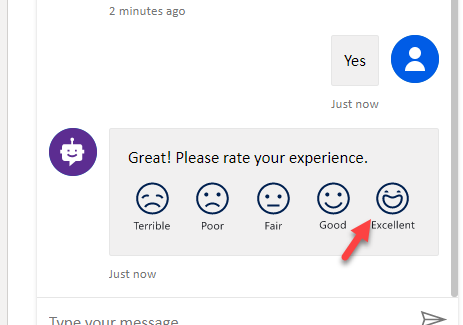 2 minutes ago
Yes
Just now
Great! Please rate your experience.
Terrible Poor Fair Good Excellent
Just now
Type your message